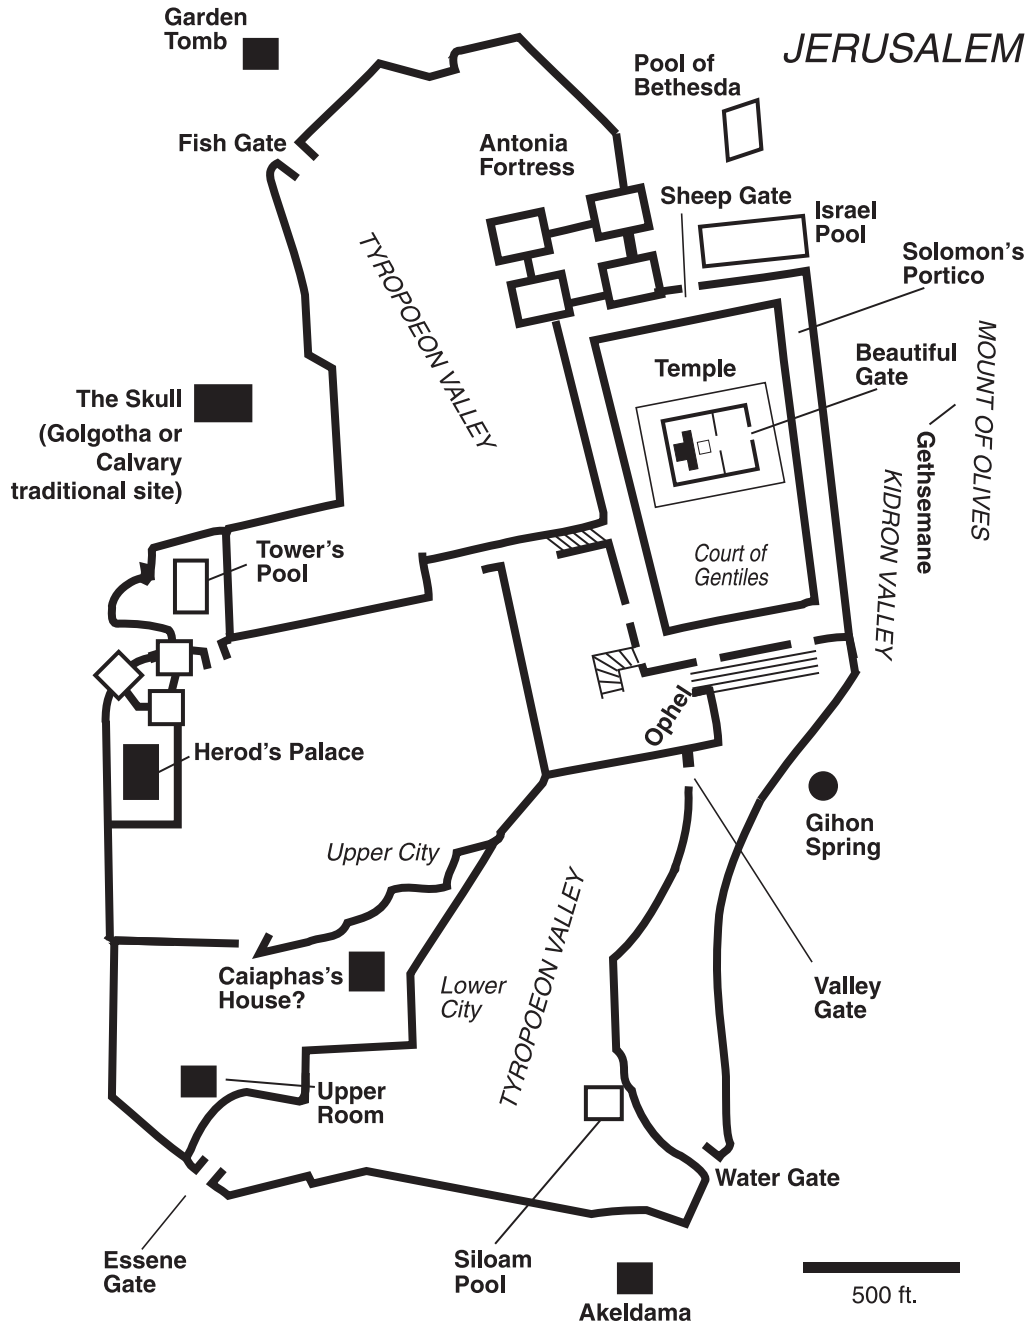 Garden
Tomb
JERUSALEM
Pool of
Bethesda
Fish Gate
Antonia
Fortress
Sheep Gate
Israel
Pool
Solomon's
Portico
TYROPOEON VALLEY
MOUNT OF OLIVES
Beautiful
Gate
Temple
The Skull
(Golgotha or
Calvary
traditional site)
Gethsemane
KIDRON VALLEY
Tower's
Pool
Court of
Gentiles
Ophel
Herod's Palace
Gihon
Spring
Upper City
TYROPOEON VALLEY
Caiaphas's
House?
Lower
City
Valley
Gate
Upper
Room
Water Gate
Essene
Gate
Siloam
Pool
Akeldama
500 ft.